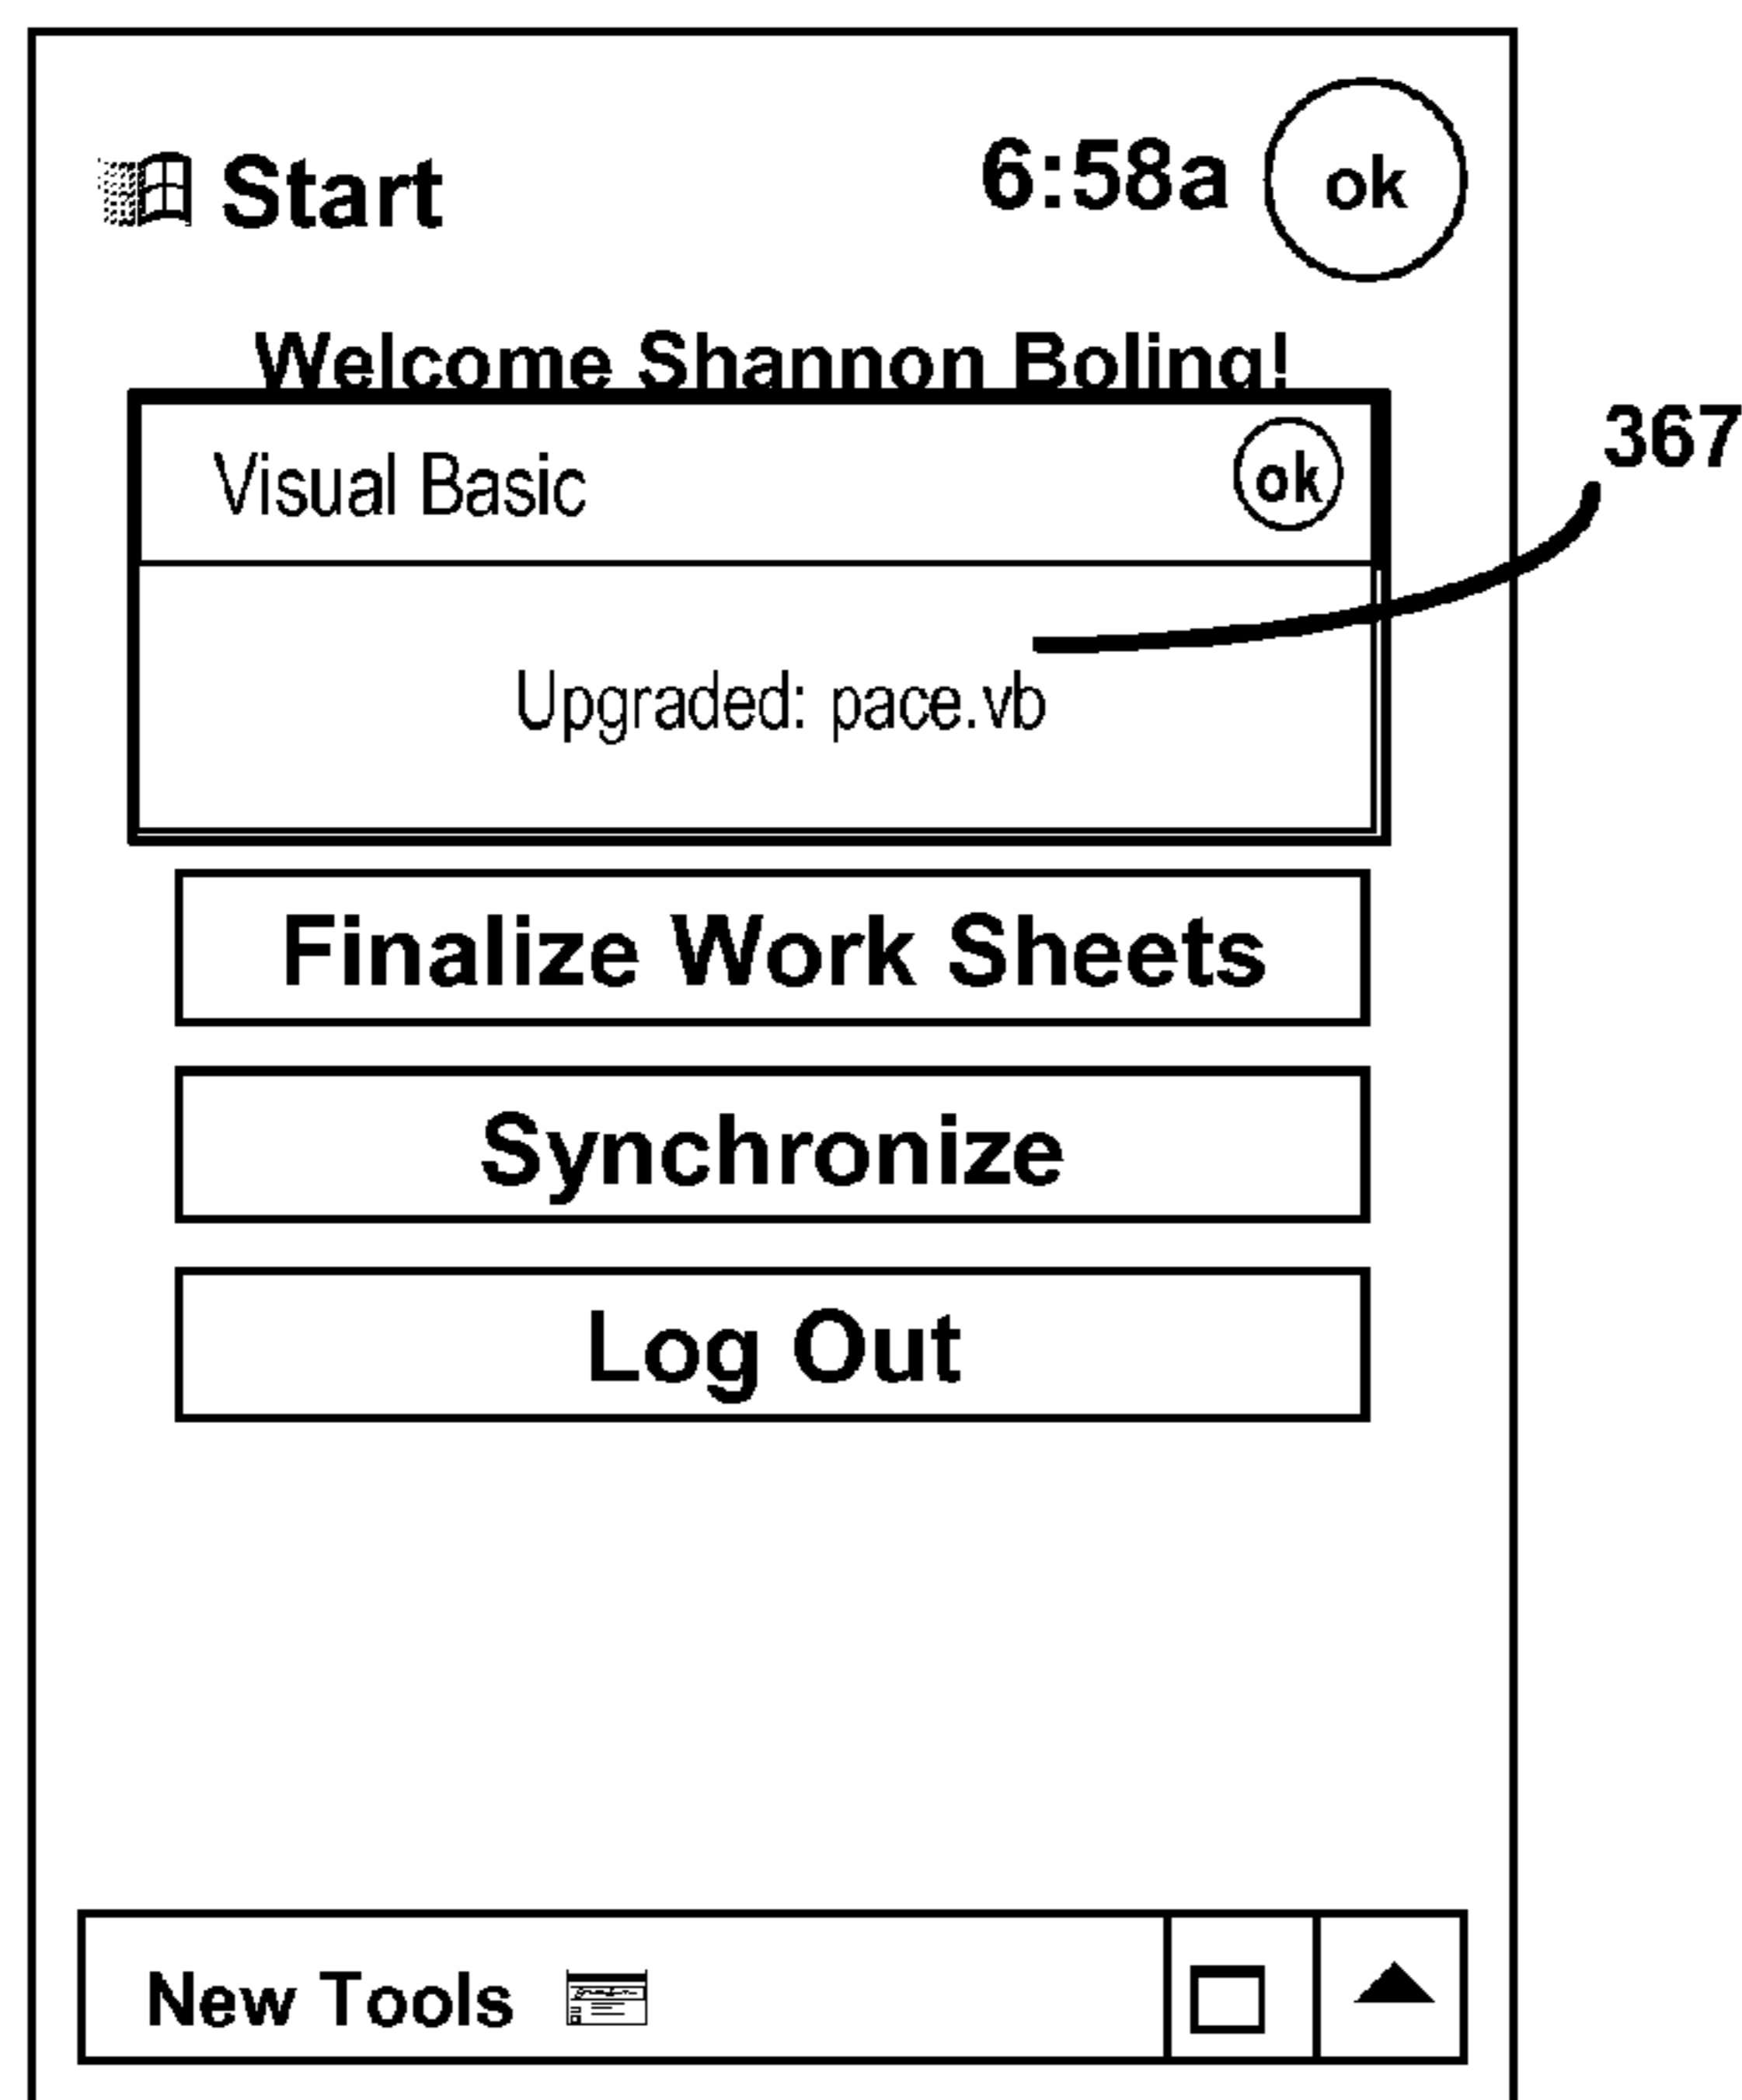 Start 6:58a ok
Welcome Shannon Boling!
367
Visual Basic ok
Upgraded: pace.vb
Finalize Work Sheets
Synchronize
Log Out
New Tools